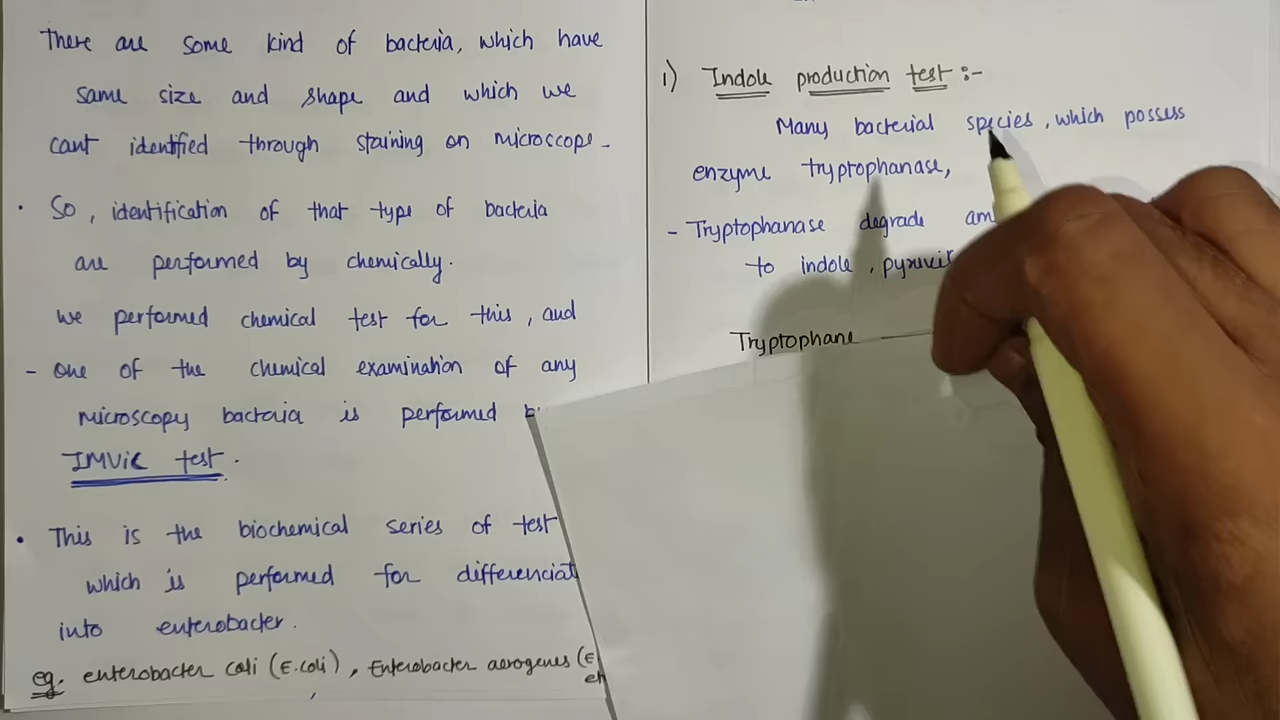 There are some kind of bacteria, which have
same size and shape and which we
cant identified through staining on microscope.
• So, identification of that type of bacteria
are performed by chemically.
we performed chemical test for this, and
- one of the chemical examination of any
microscopy bacteria is performed
IMViC test.
• This is the biochemical series of test
which is performed for differenciat
into enterobacter.
eg. enterobacter coli (E.coli), Enterobacter aerogenes (E
1) Indole production test :-
Many bacterial species, which possess
enzyme tryptophanase,
- Tryptophanase degrade am
to indole, pyruvi
Tryptophane